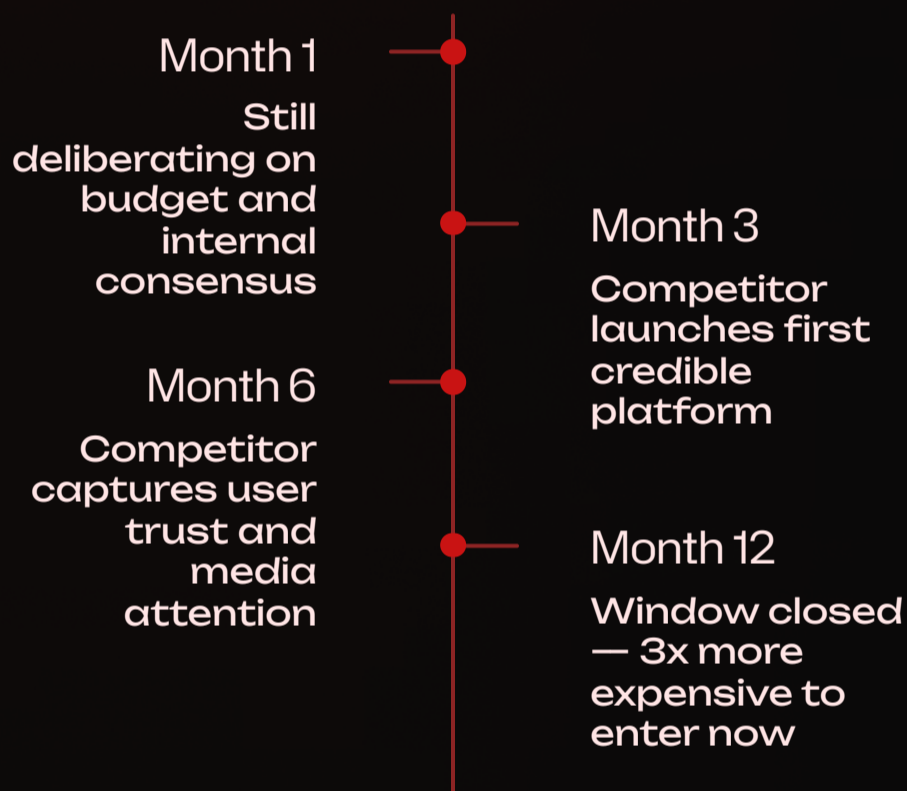 Month 1
Still
deliberating on
budget and
internal
consensus
Month 3
Competitor
launches first
credible
platform
Month 6
Competitor
captures user
trust and
media
attention
Month 12
Window closed
— 3x more
expensive to
enter now